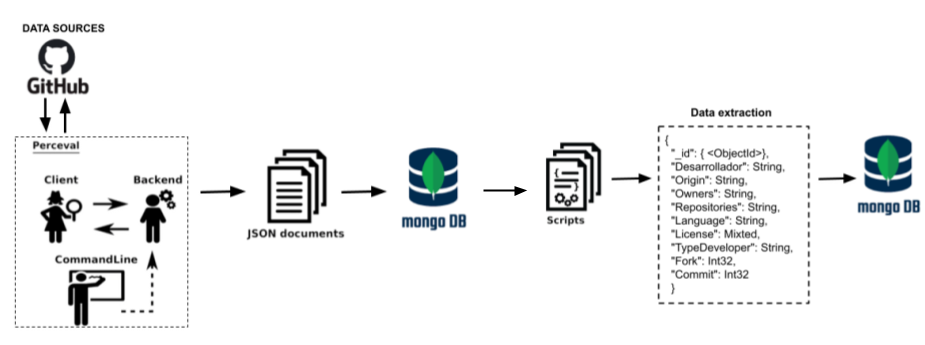 DATA SOURCES
GitHub
Perceval
Client
Backend
CommandLine
JSON documents
mongo DB
Scripts
Data extraction
{
"_id": { <ObjectId>},
"Desarrollador": String,
"Origin": String,
"Owners": String,
"Repositories": String,
"Language": String,
"License": Mixted,
"TypeDeveloper": String,
"Fork": Int32,
"Commit": Int32
}
mongo DB